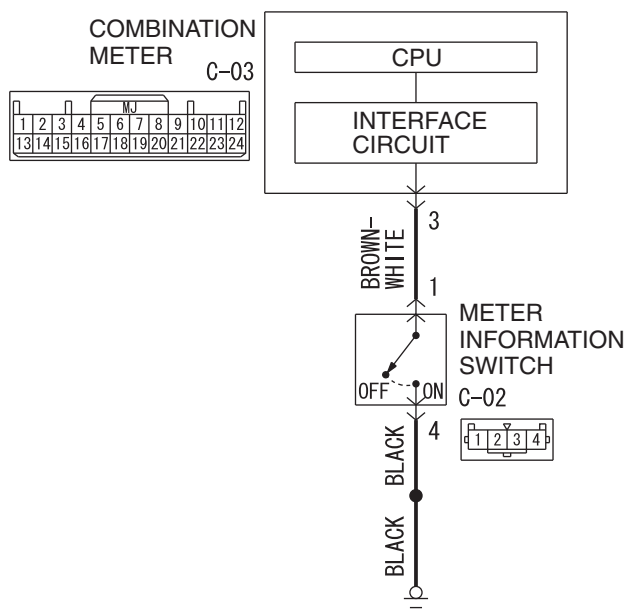 COMBINATION
METER
C-03
MJ
1 2 3 4 5 6 7 8 9 10 11 12
13 14 15 16 17 18 19 20 21 22 23 24
CPU
INTERFACE
CIRCUIT
3
BROWN-
WHITE
1
METER
INFORMATION
SWITCH
OFF ON
C-02
4
1 2 3 4
BLACK
BLACK